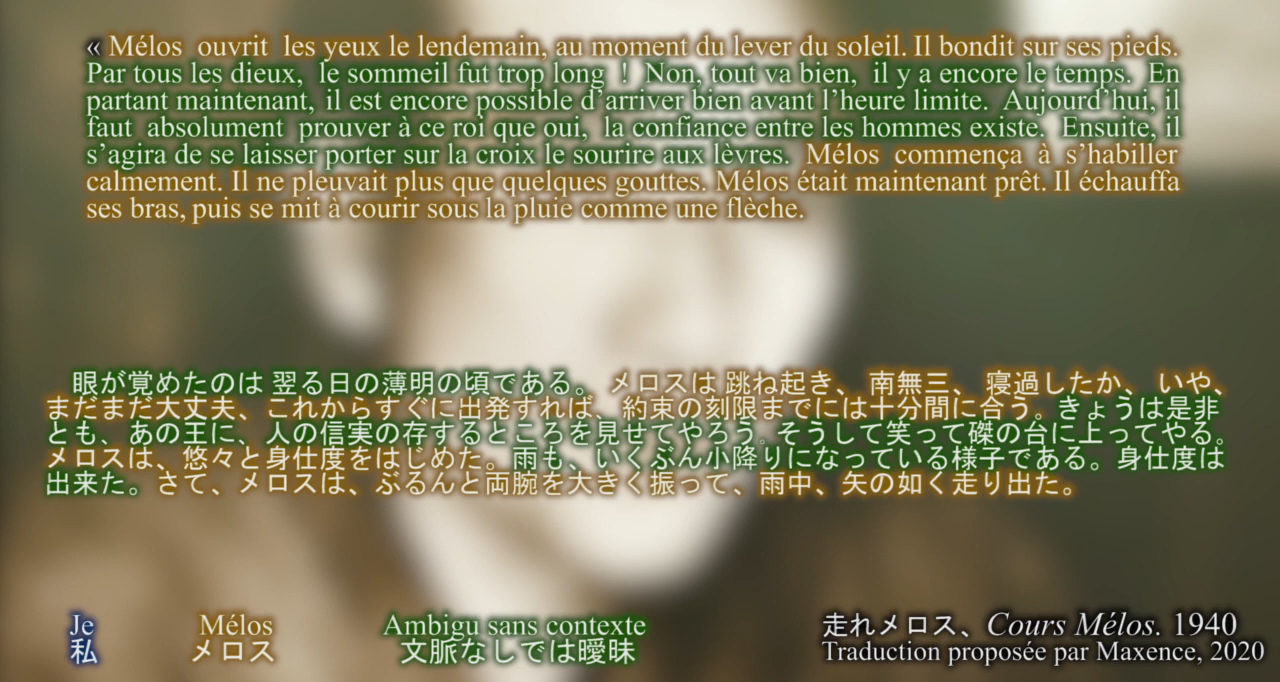 « Mélos ouvrit les yeux le lendemain, au moment du lever du soleil. Il bondit sur ses pieds.
Par tous les dieux, le sommeil fut trop long ! Non, tout va bien, il y a encore le temps. En
partant maintenant, il est encore possible d'arriver bien avant l'heure limite. Aujourd'hui, il
faut absolument prouver à ce roi que oui, la confiance entre les hommes existe. Ensuite, il
s'agira de se laisser porter sur la croix le sourire aux lèvres. Mélos commença à s'habiller
calmement. Il ne pleuvait plus que quelques gouttes. Mélos était maintenant prêt. Il échauffa
ses bras, puis se mit à courir sous la pluie comme une flèche.
眼が覚めたのは翌る日の薄明の頃である。メロスは跳ね起き、南無三、寝過したか、いや、
まだまだ大丈夫、これからすぐに出発すれば、約束の刻限までには十分間に合う。きょうは是非
とも、あの王に、人の信実の存するところを見せてやろう。そうして笑って磔の台に上ってやる。
メロスは、悠々と身仕度をはじめた。雨も、いくぶん小降りになっている様子である。身仕度は
出来た。さて、メロスは、ぶるんと両腕を大きく振って、雨中、矢の如く走り出た。
Je
私
Mélos
メロス
Ambigu sans contexte
文脈なしでは曖昧
走れメロス、Cours Mélos. 1940
Traduction proposée par Maxence, 2020